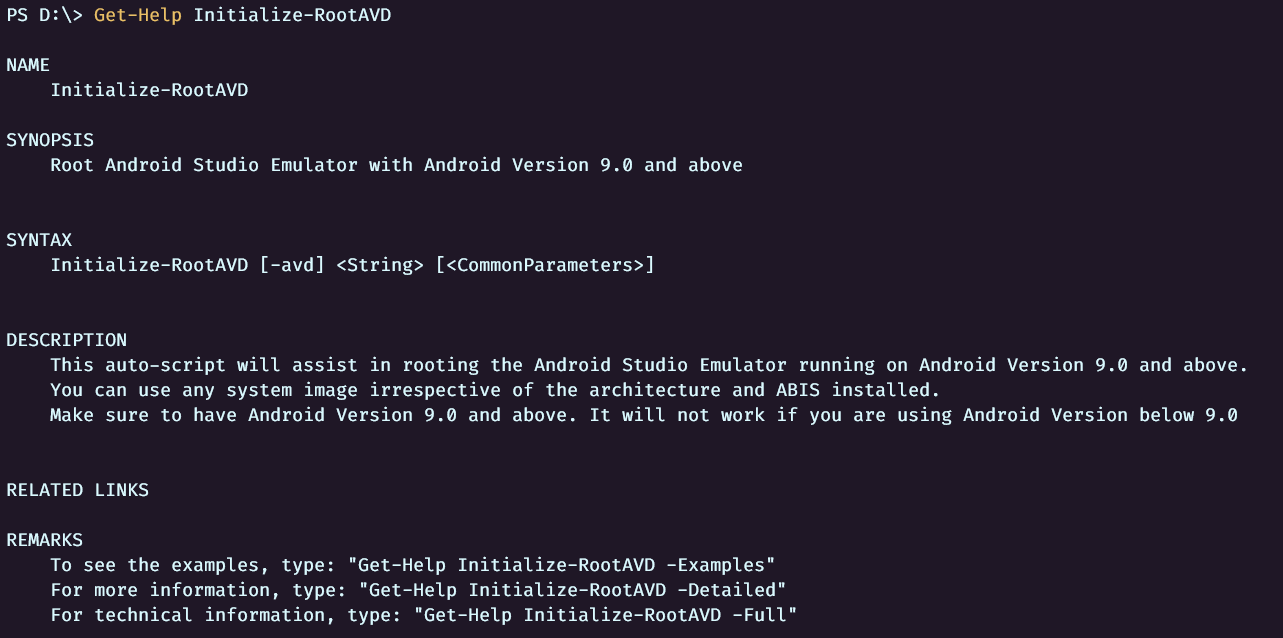 PS D:\> Get-Help Initialize-RootAVD
NAME
Initialize-RootAVD
SYNOPSIS
Root Android Studio Emulator with Android Version 9.0 and above
SYNTAX
Initialize-RootAVD [-avd] <String> [<CommonParameters>]
DESCRIPTION
This auto-script will assist in rooting the Android Studio Emulator running on Android Version 9.0 and above.
You can use any system image irrespective of the architecture and ABIS installed.
Make sure to have Android Version 9.0 and above. It will not work if you are using Android Version below 9.0
RELATED LINKS
REMARKS
To see the examples, type: "Get-Help Initialize-RootAVD -Examples"
For more information, type: "Get-Help Initialize-RootAVD -Detailed"
For technical information, type: "Get-Help Initialize-RootAVD -Full"